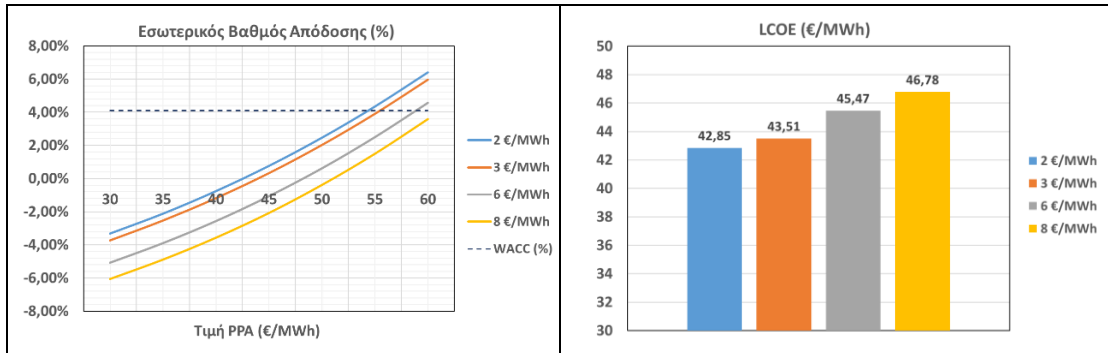 Εσωτερικός Βαθμός Απόδοσης (%)
8,00%
6,00%
4,00%
2,00%
0,00%
-2,00%
-4,00%
-6,00%
-8,00%
30 35 40 45 50 55 60
Τιμή PPA (€/MWh)
2 €/MWh
3 €/MWh
6 €/MWh
8 €/MWh
WACC (%)
LCOE (€/MWh)
50
48
46
44
42
40
38
36
34
32
30
42,85
43,51
45,47
46,78
2 €/MWh
3 €/MWh
6 €/MWh
8 €/MWh